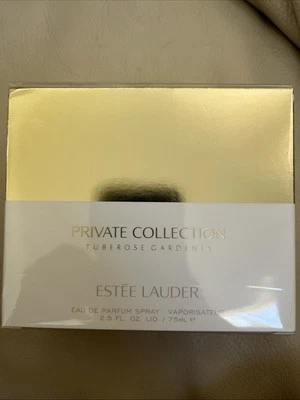 PRIVATE COLLECTION
TUBEROSE GARDENIA
ESTĒE LAUDER
EAU DE PARFUM SPRAY VAPORISATEUR
2.5 FL. OZ. LIQ. / 75mL ℮